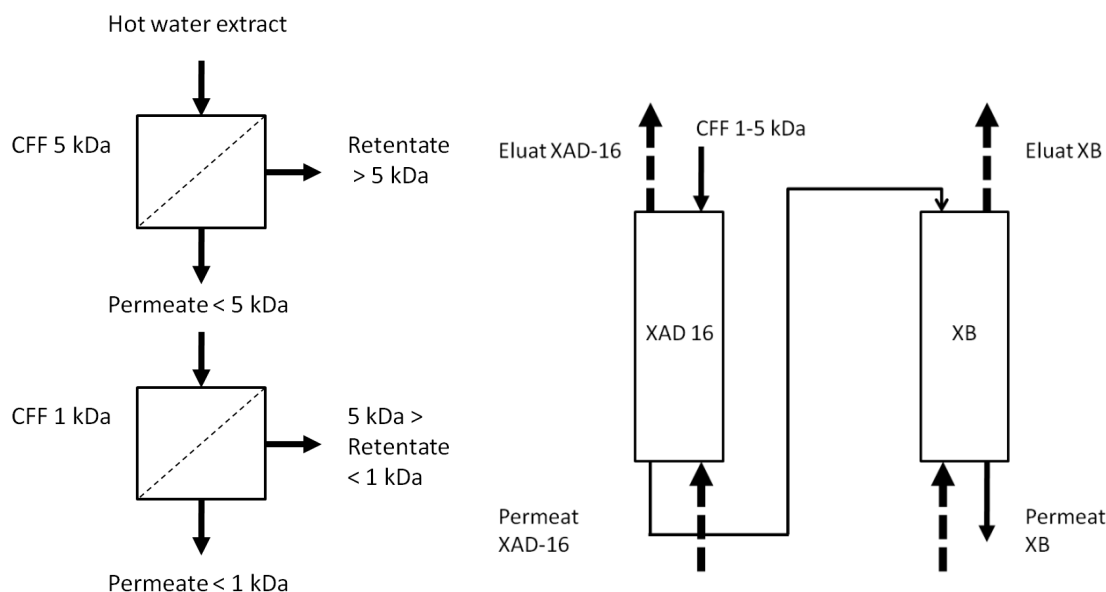 Hot water extract
CFF 5 kDa
Retentate
> 5 kDa
Permeate < 5 kDa
CFF 1 kDa
5 kDa >
Retentate
< 1 kDa
Permeate < 1 kDa
Eluat XAD-16
CFF 1-5 kDa
Eluat XB
XAD 16
XB
Permeat
XAD-16
Permeat
XB